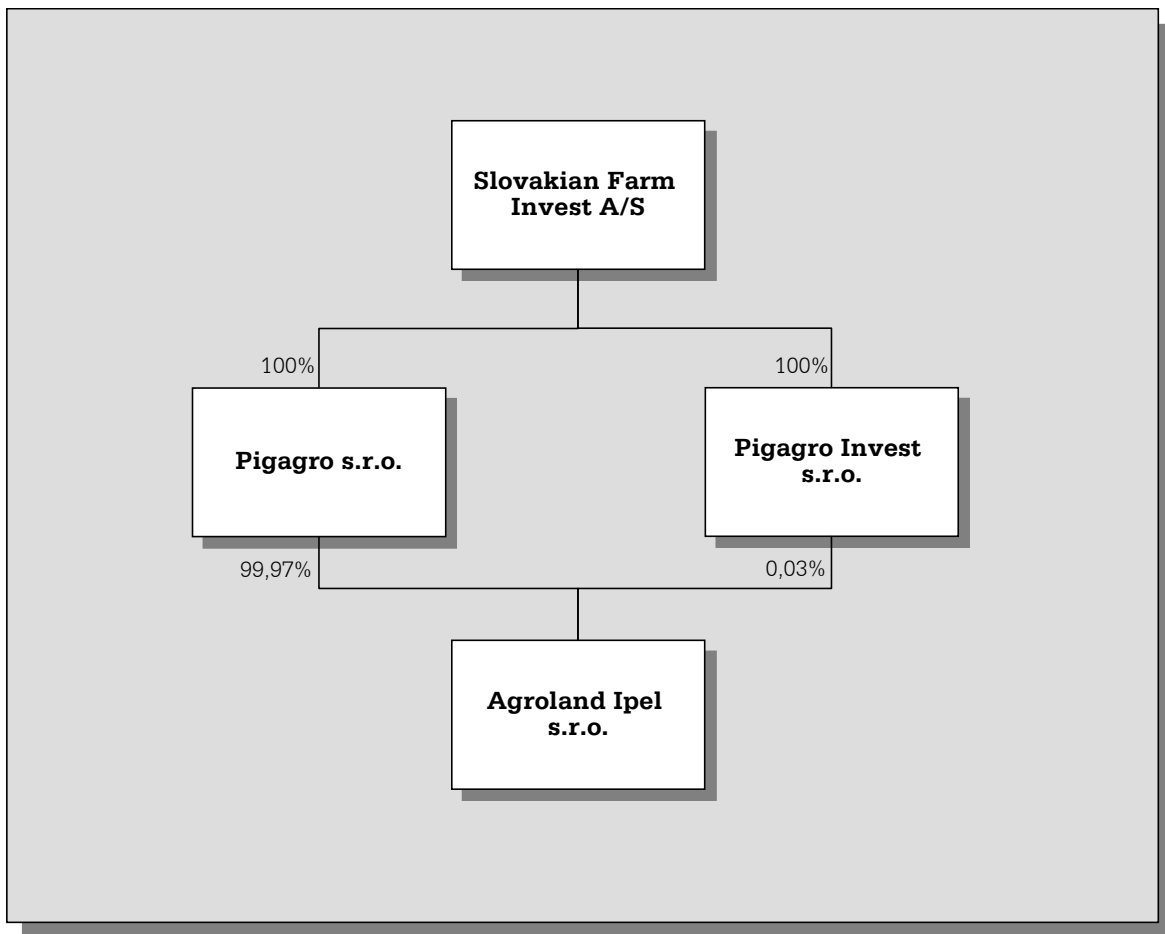 Slovakian Farm
Invest A/S
100%
100%
Pigagro s.r.o.
Pigagro Invest
s.r.o.
99,97%
0,03%
Agroland Ipel
s.r.o.